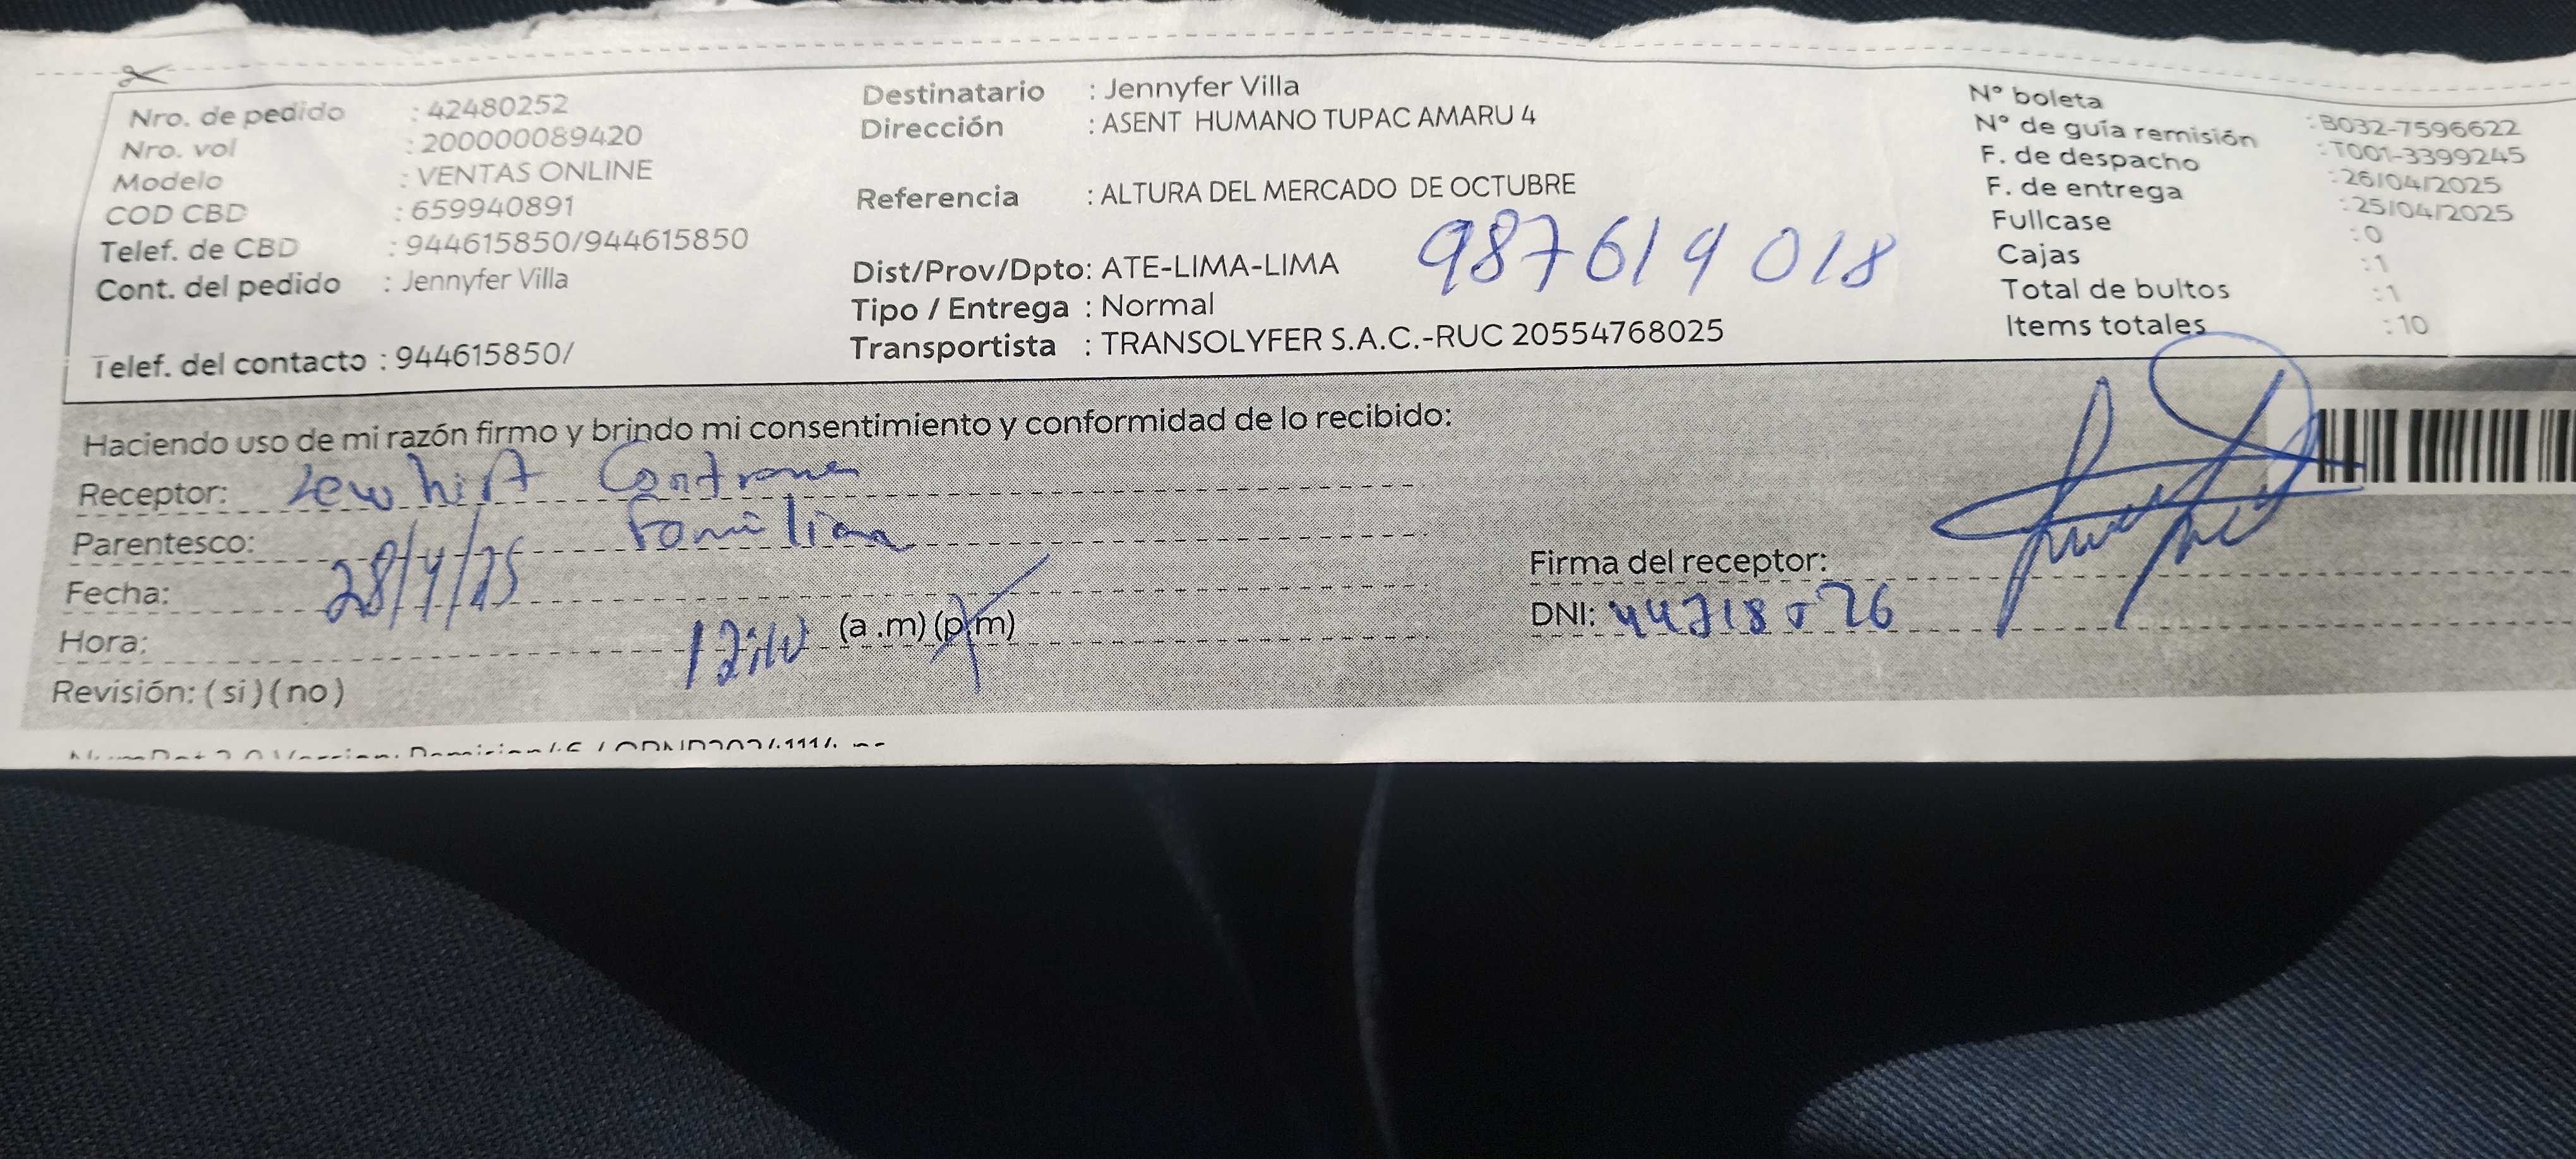 Nro. de pedido : 42480252
Nro. vol : 200000089420
Modelo : VENTAS ONLINE
COD CBD : 659940891
Telef. de CBD : 944615850/944615850
Cont. del pedido : Jennyfer Villa
Telef. del contacto : 944615850/
Destinatario : Jennyfer Villa
Dirección : ASENT HUMANO TUPAC AMARU 4
Referencia : ALTURA DEL MERCADO DE OCTUBRE
987619018
Dist/Prov/Dpto: ATE-LIMA-LIMA
Tipo / Entrega : Normal
Transportista : TRANSOLYFER S.A.C.-RUC 20554768025
N° boleta : B032-7596622
N° de guía remisión : T001-3399245
F. de despacho : 26/04/2025
F. de entrega : 25/04/2025
Fullcase : 0
Cajas : 1
Total de bultos : 1
Items totales : 10
Haciendo uso de mi razón firmo y brindo mi consentimiento y conformidad de lo recibido:
Receptor:
Parentesco: Familiar
Fecha: 28/4/25
Hora: (a .m) (p.m)
Revisión: ( si ) ( no )
Firma del receptor:
DNI: